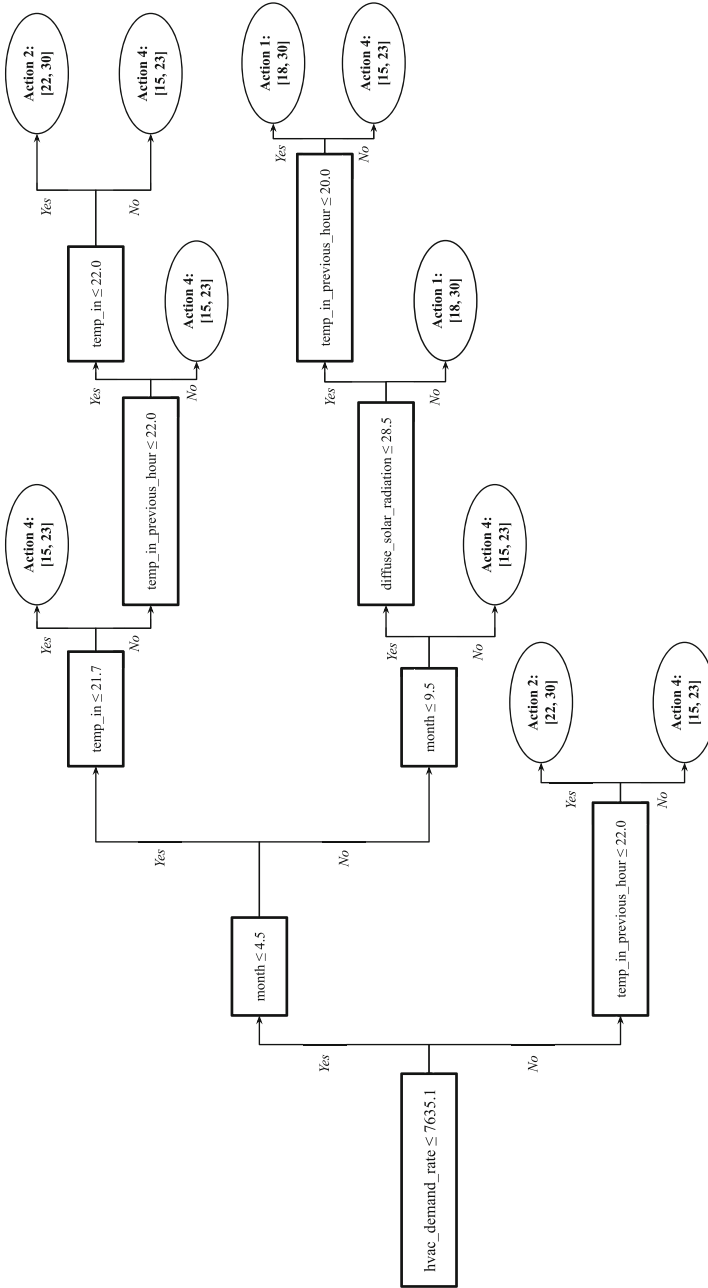 hvac_demand_rate ≤ 7635.1
Yes
No
month ≤ 4.5
Yes
No
temp_in ≤ 21.7
Yes
No
Action 4:
[15, 23]
temp_in_previous_hour ≤ 22.0
Yes
No
temp_in ≤ 22.0
Yes
No
Action 2:
[22, 30]
Action 4:
[15, 23]
Action 4:
[15, 23]
month ≤ 9.5
Yes
No
diffuse_solar_radiation ≤ 28.5
Yes
No
temp_in_previous_hour ≤ 20.0
Yes
No
Action 1:
[18, 30]
Action 4:
[15, 23]
Action 1:
[18, 30]
Action 4:
[15, 23]
temp_in_previous_hour ≤ 22.0
Yes
No
Action 2:
[22, 30]
Action 4:
[15, 23]